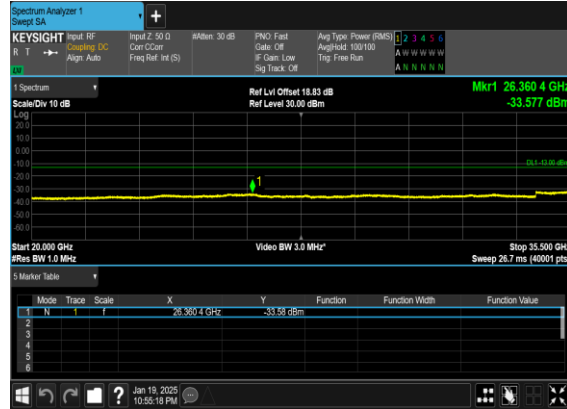 Spectrum Analyzer 1
Swept SA
+
KEYSIGHT Input: RF Input Z: 50 Ω #Atten: 30 dB PNO: Fast Avg Type: Power (RMS) 1 2 3 4 5 6
R T Coupling: DC Corr CCorr Gate: Off Avg|Hold: 100/100 A W W W W W
Align: Auto Freq Ref: Int (S) IF Gain: Low Trig: Free Run
Sig Track: Off A N N N N N
1 Spectrum Ref Lvl Offset 18.83 dB Mkr1 26.360 4 GHz
Scale/Div 10 dB Ref Level 30.00 dBm -33.577 dBm
Log
20.0
10.0
0.00
-10.0
DL1 -13.00 dBm
-20.0
1
-30.0
-40.0
-50.0
-60.0
Start 20.000 GHz Video BW 3.0 MHz* Stop 35.500 GHz
#Res BW 1.0 MHz Sweep 26.7 ms (40001 pts)
5 Marker Table
Mode Trace Scale X Y Function Function Width Function Value
1 N 1 f 26.360 4 GHz -33.58 dBm
2
3
4
5
6
? Jan 19, 2025
10:55:18 PM